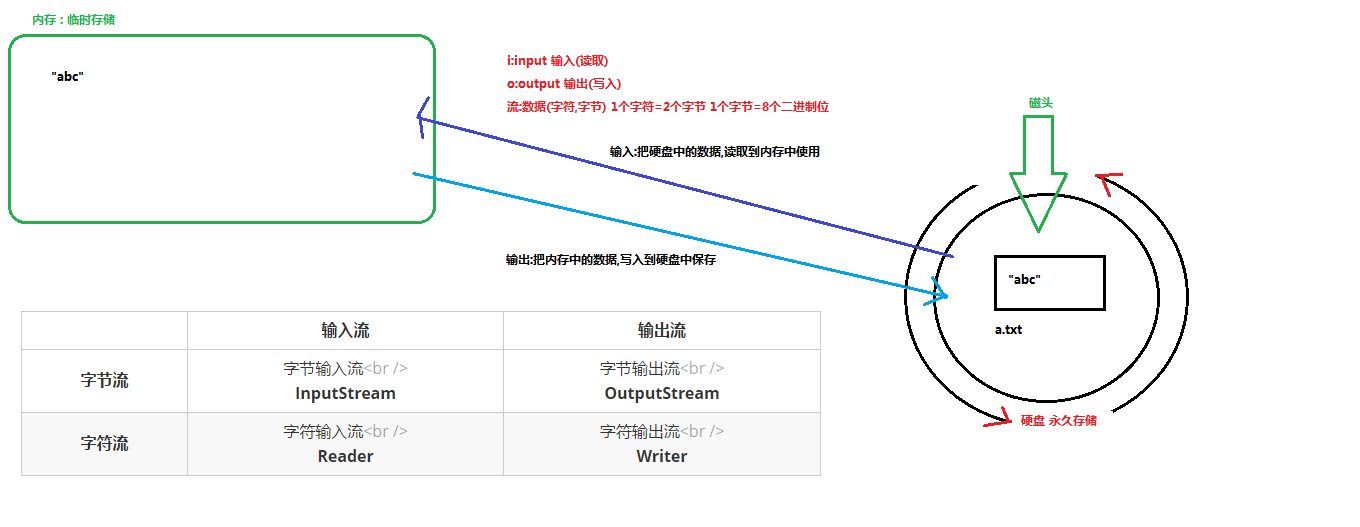 内存：临时存储
"abc"
i:input 输入(读取)
o:output 输出(写入)
流:数据(字符,字节) 1个字符=2个字节 1个字节=8个二进制位
磁头
输入:把硬盘中的数据,读取到内存中使用
输出:把内存中的数据,写入到硬盘中保存
"abc"
a.txt
硬盘 永久存储
输入流 输出流
字节流 字节输入流<br /> 字节输出流<br />
InputStream OutputStream
字符流 字符输入流<br /> 字符输出流<br />
Reader Writer